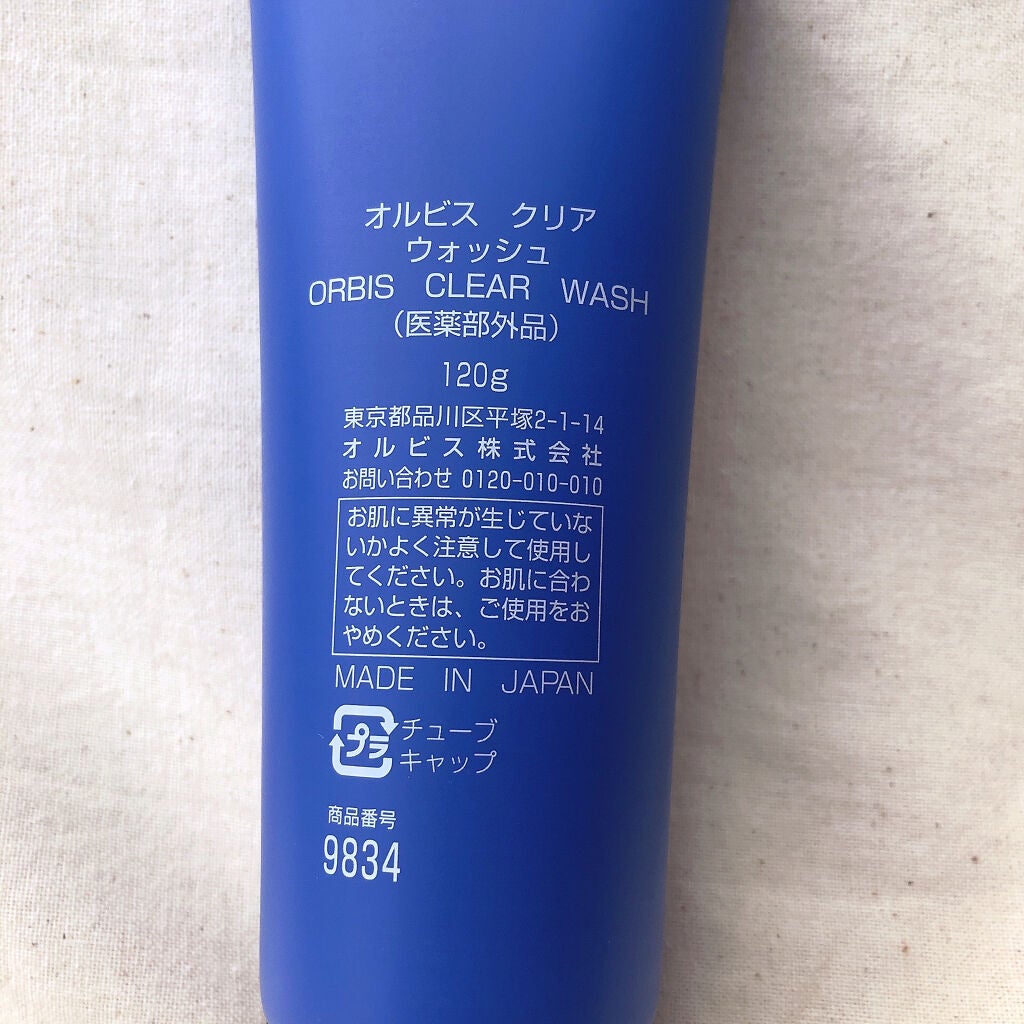 オルビス クリア
ウォッシュ
ORBIS CLEAR WASH
（医薬部外品）
120g
東京都品川区平塚2-1-14
オルビス株式会社
お問い合わせ 0120-010-010
お肌に異常が生じていな
いかよく注意して使用し
てください。お肌に合わ
ないときは、ご使用をお
やめください。
MADE IN JAPAN
プラ チューブ
キャップ
商品番号
9834